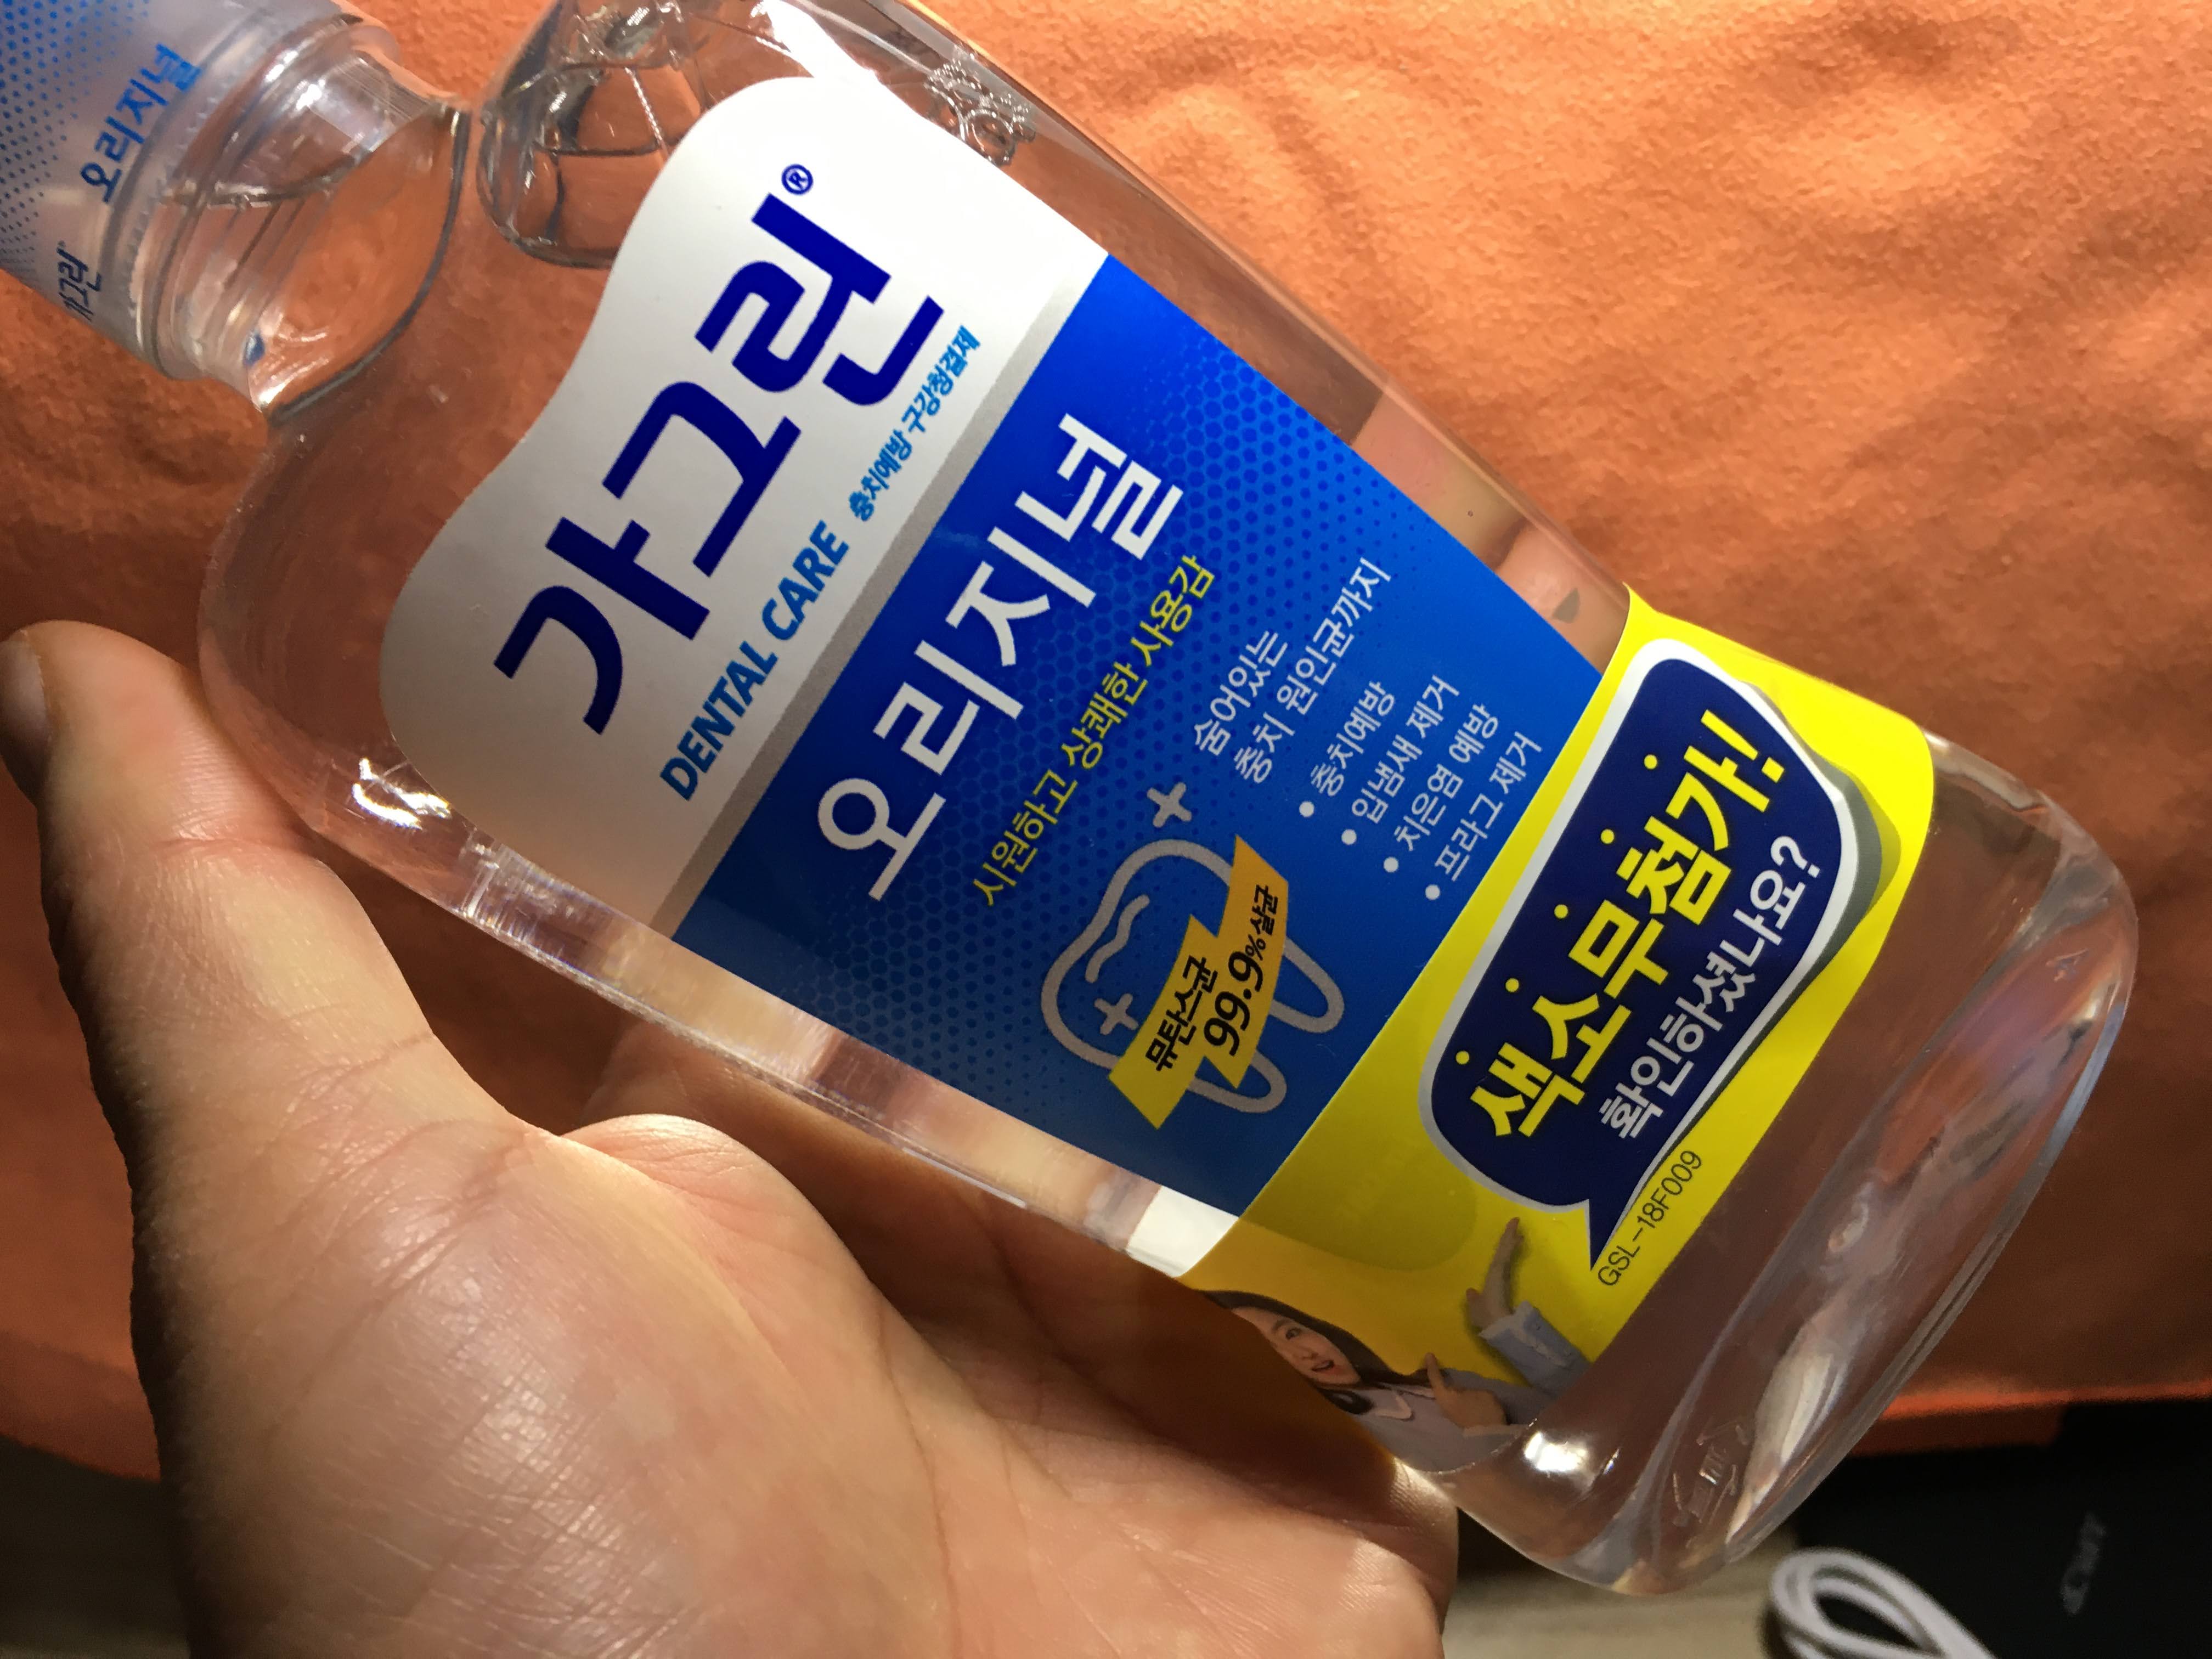 오리지널
가그린
가그린®
DENTAL CARE 충치예방 구강청결제
오리지널
시원하고 상쾌한 사용감
숨어있는
충치 원인균까지
• 충치예방
• 입냄새 제거
• 치은염 예방
• 프라그 제거
뮤탄스균
99.9% 살균
색소무첨가!
확인하셨나요?
GSL-18F009